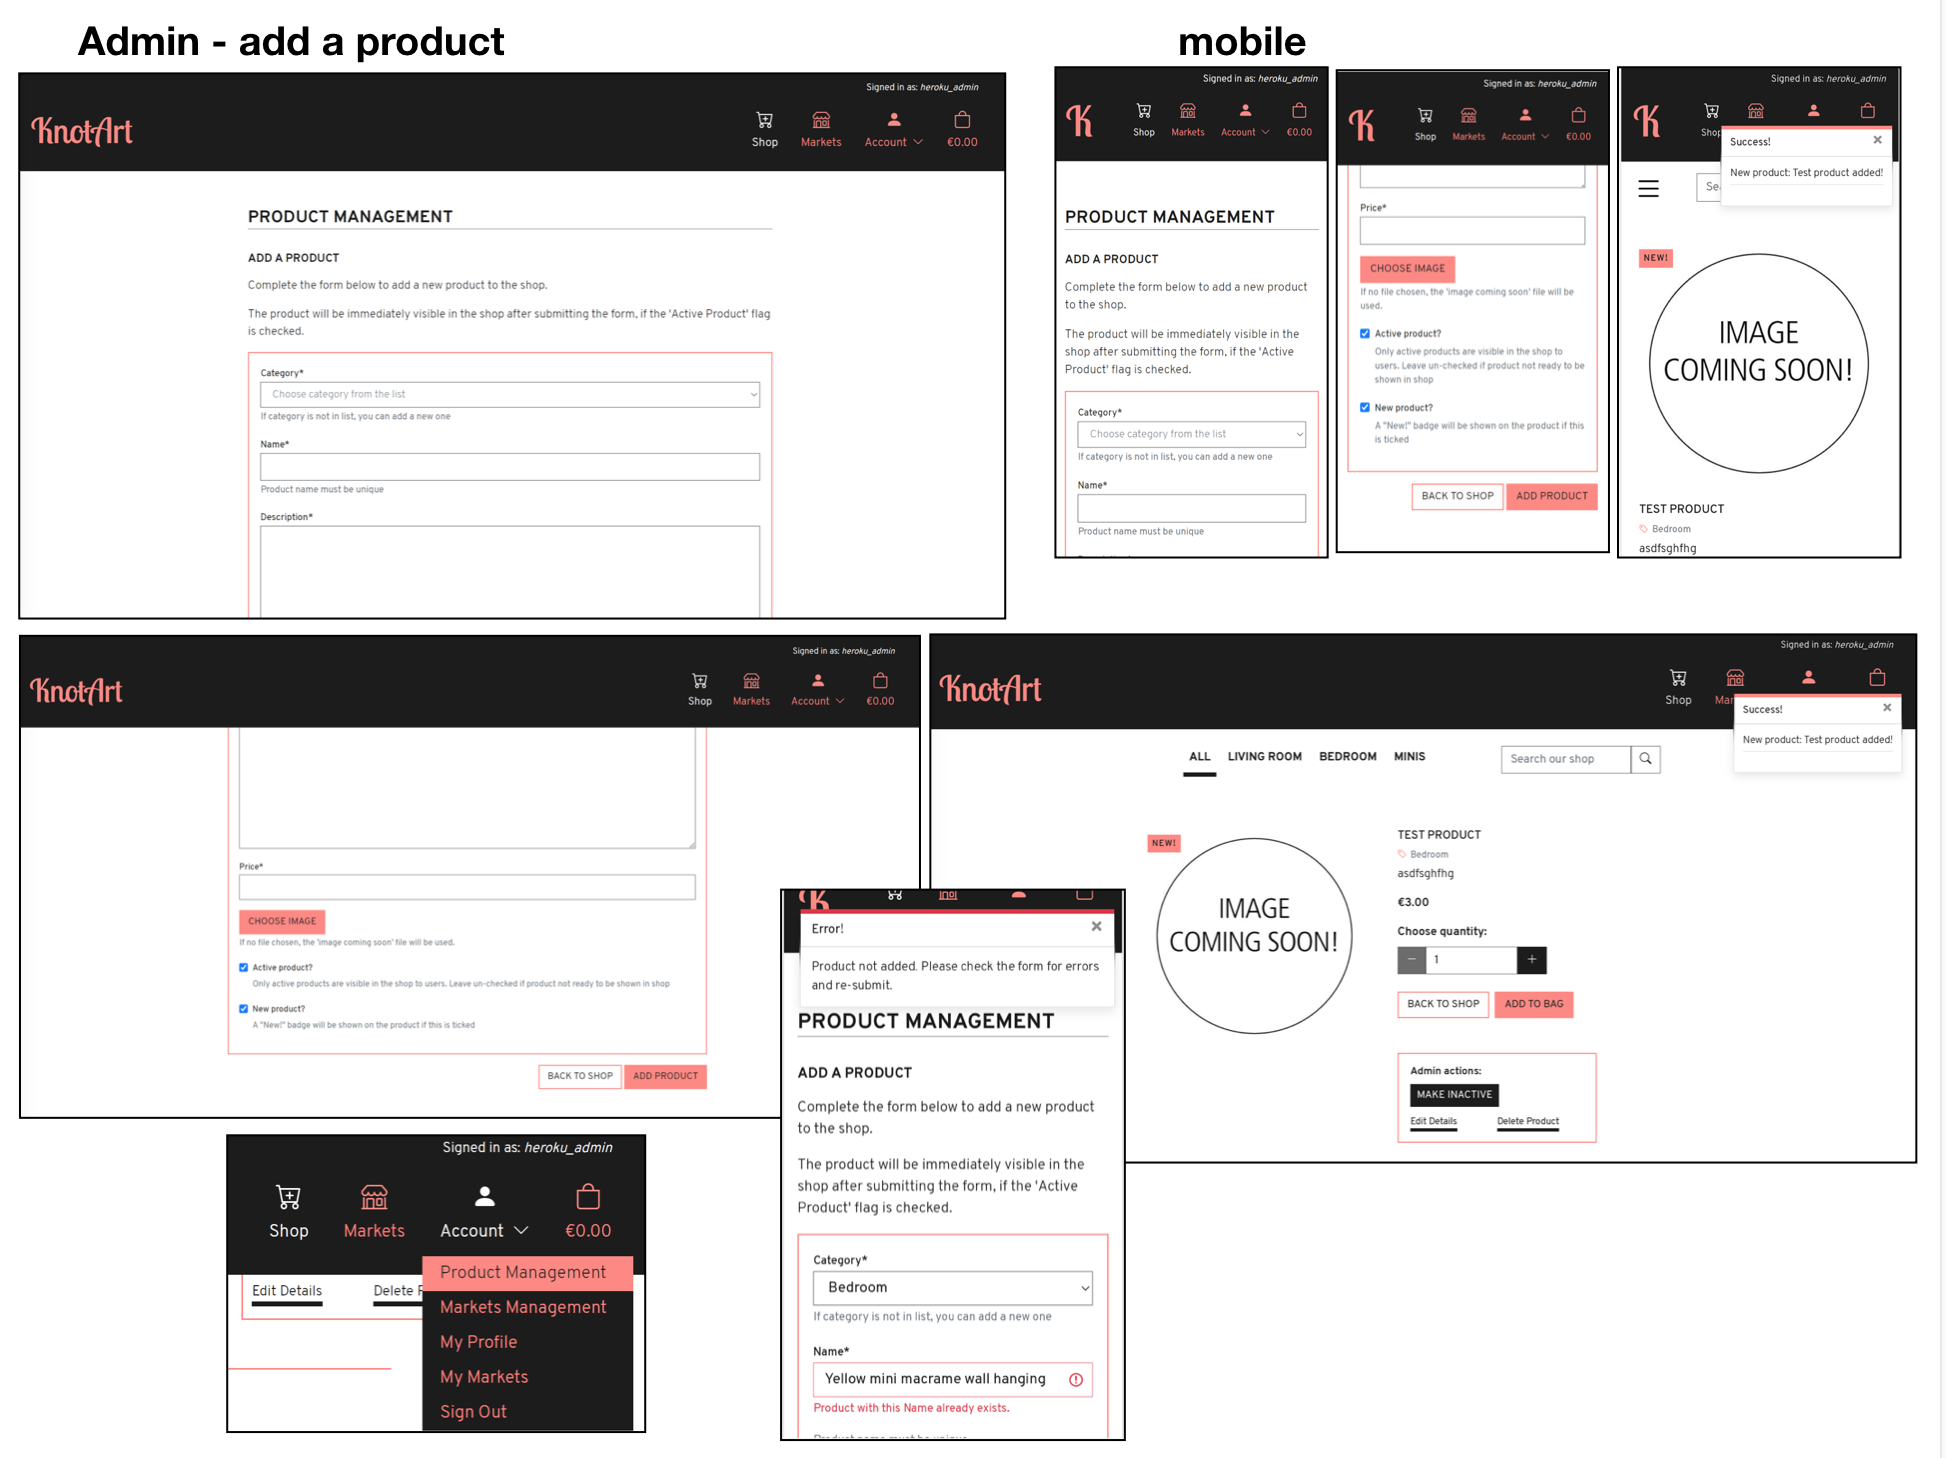 Admin - add a product
Signed in as: heroku_admin
KnotArt
Shop
Markets
Account
€0.00
PRODUCT MANAGEMENT
ADD A PRODUCT
Complete the form below to add a new product to the shop.
The product will be immediately visible in the shop after submitting the form, if the 'Active Product' flag
is checked.
Category*
Choose category from the list
If category is not in list, you can add a new one
Name*
Product name must be unique
Description*
mobile
Signed in as: heroku_admin
K
Shop
Markets
Account
€0.00
PRODUCT MANAGEMENT
ADD A PRODUCT
Complete the form below to add a new product
to the shop.
The product will be immediately visible in the
shop after submitting the form, if the 'Active
Product' flag is checked.
Category*
Choose category from the list
If category is not in list, you can add a new one
Name*
Product name must be unique
Signed in as: heroku_admin
K
Shop
Markets
Account
€0.00
Price*
CHOOSE IMAGE
If no file chosen, the 'image coming soon' file will be
used.
Active product?
Only active products are visible in the shop to
users. Leave un-checked if product not ready to be
shown in shop
New product?
A "New!" badge will be shown on the product if this
is ticked
BACK TO SHOP
ADD PRODUCT
Signed in as: heroku_admin
K
Shop
Success!
New product: Test product added!
Se
NEW!
IMAGE
COMING SOON!
TEST PRODUCT
Bedroom
asdfsghfhg
Signed in as: heroku_admin
KnotArt
Shop
Markets
Account
€0.00
Price*
CHOOSE IMAGE
If no file chosen, the 'image coming soon' file will be used.
Active product?
Only active products are visible in the shop to users. Leave un-checked if product not ready to be shown in shop
New product?
A "New!" badge will be shown on the product if this is ticked
BACK TO SHOP
ADD PRODUCT
Signed in as: heroku_admin
KnotArt
Shop
Mar
Success!
New product: Test product added!
ALL
LIVING ROOM
BEDROOM
MINIS
Search our shop
NEW!
IMAGE
COMING SOON!
TEST PRODUCT
Bedroom
asdfsghfhg
€3.00
Choose quantity:
− 1 +
BACK TO SHOP
ADD TO BAG
Admin actions:
MAKE INACTIVE
Edit Details
Delete Product
Signed in as: heroku_admin
Shop
Markets
Account
€0.00
Edit Details
Delete
Product Management
Markets Management
My Profile
My Markets
Sign Out
K
Error!
Product not added. Please check the form for errors
and re-submit.
PRODUCT MANAGEMENT
ADD A PRODUCT
Complete the form below to add a new product
to the shop.
The product will be immediately visible in the
shop after submitting the form, if the 'Active
Product' flag is checked.
Category*
Bedroom
If category is not in list, you can add a new one
Name*
Yellow mini macrame wall hanging
Product with this Name already exists.